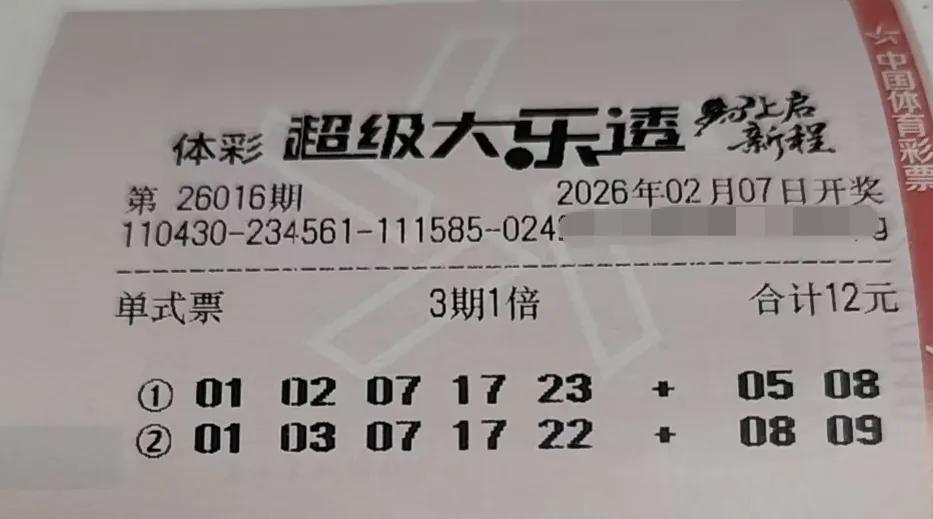 中国体育彩票
体彩 超级大乐透 梦上启新程
第 26016期 2026年02月07日开奖
110430-234561-111585-024
单式票 3期1倍 合计12元
① 01 02 07 17 23 + 05 08
② 01 03 07 17 22 + 08 09